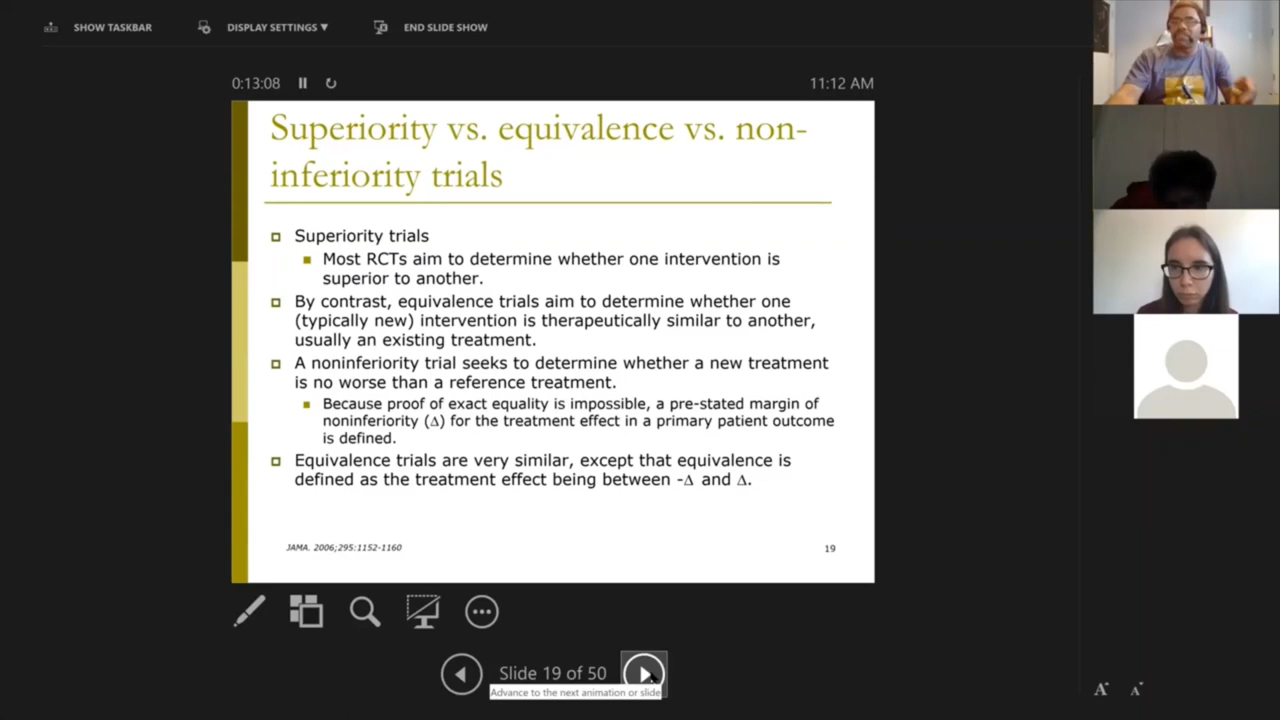 SHOW TASKBAR
DISPLAY SETTINGS ▼
END SLIDE SHOW
0:13:08
11:12 AM
Superiority vs. equivalence vs. non-
inferiority trials
Superiority trials
Most RCTs aim to determine whether one intervention is
superior to another.
By contrast, equivalence trials aim to determine whether one
(typically new) intervention is therapeutically similar to another,
usually an existing treatment.
A noninferiority trial seeks to determine whether a new treatment
is no worse than a reference treatment.
Because proof of exact equality is impossible, a pre-stated margin of
noninferiority (Δ) for the treatment effect in a primary patient outcome
is defined.
Equivalence trials are very similar, except that equivalence is
defined as the treatment effect being between -Δ and Δ.
JAMA. 2006;295:1152-1160
19
Slide 19 of 50
Advance to the next animation or slide
A A